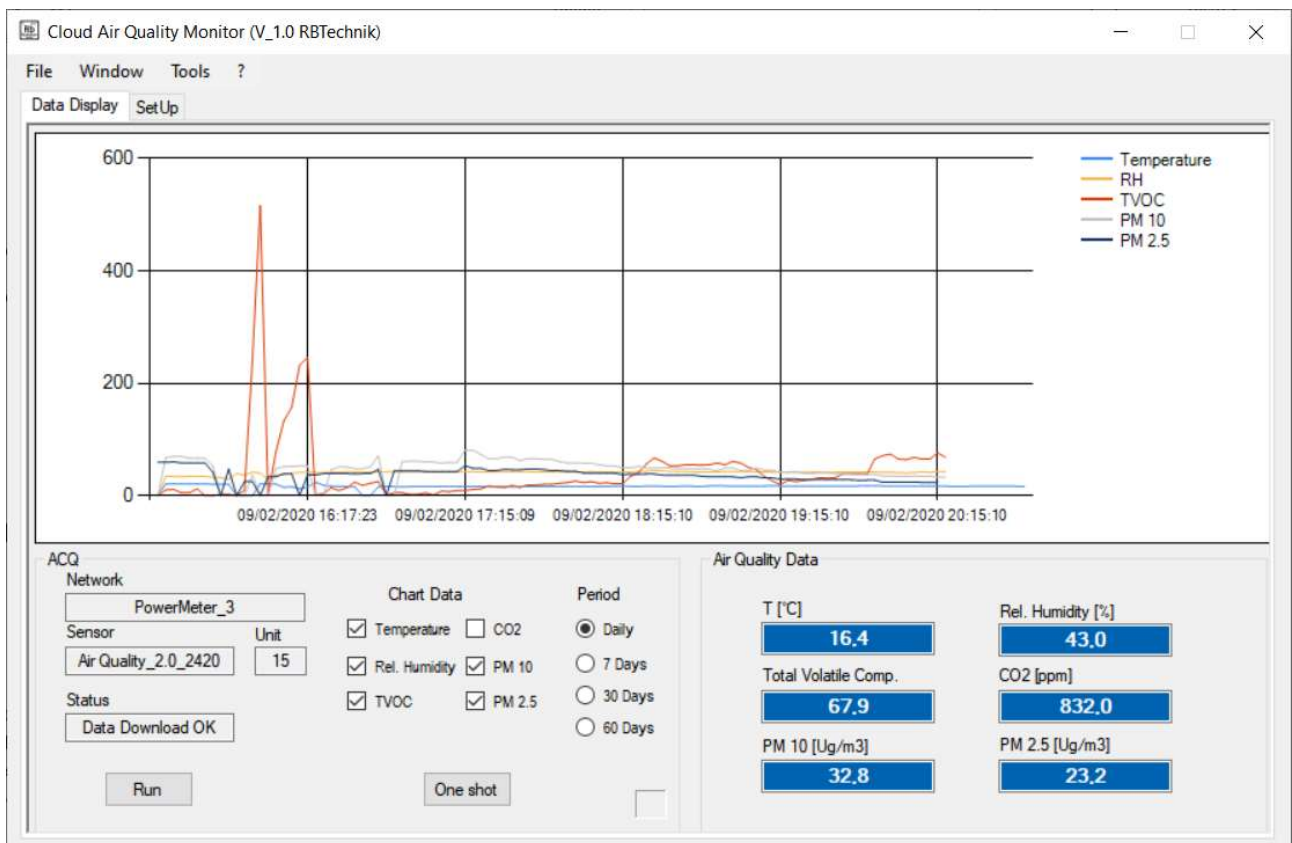 Cloud Air Quality Monitor (V_1.0 RBTechnik)
File Window Tools ?
Data Display SetUp
600
400
200
0
Temperature
RH
TVOC
PM 10
PM 2.5
09/02/2020 16:17:23 09/02/2020 17:15:09 09/02/2020 18:15:10 09/02/2020 19:15:10 09/02/2020 20:15:10
ACQ
Network
PowerMeter_3
Sensor Unit
Air Quality_2.0_2420 15
Status
Data Download OK
Run
Chart Data
Temperature CO2
Rel. Humidity PM 10
TVOC PM 2.5
One shot
Period
Daily
7 Days
30 Days
60 Days
Air Quality Data
T [°C] Rel. Humidity [%]
16,4 43,0
Total Volatile Comp. CO2 [ppm]
67,9 832,0
PM 10 [Ug/m3] PM 2.5 [Ug/m3]
32,8 23,2